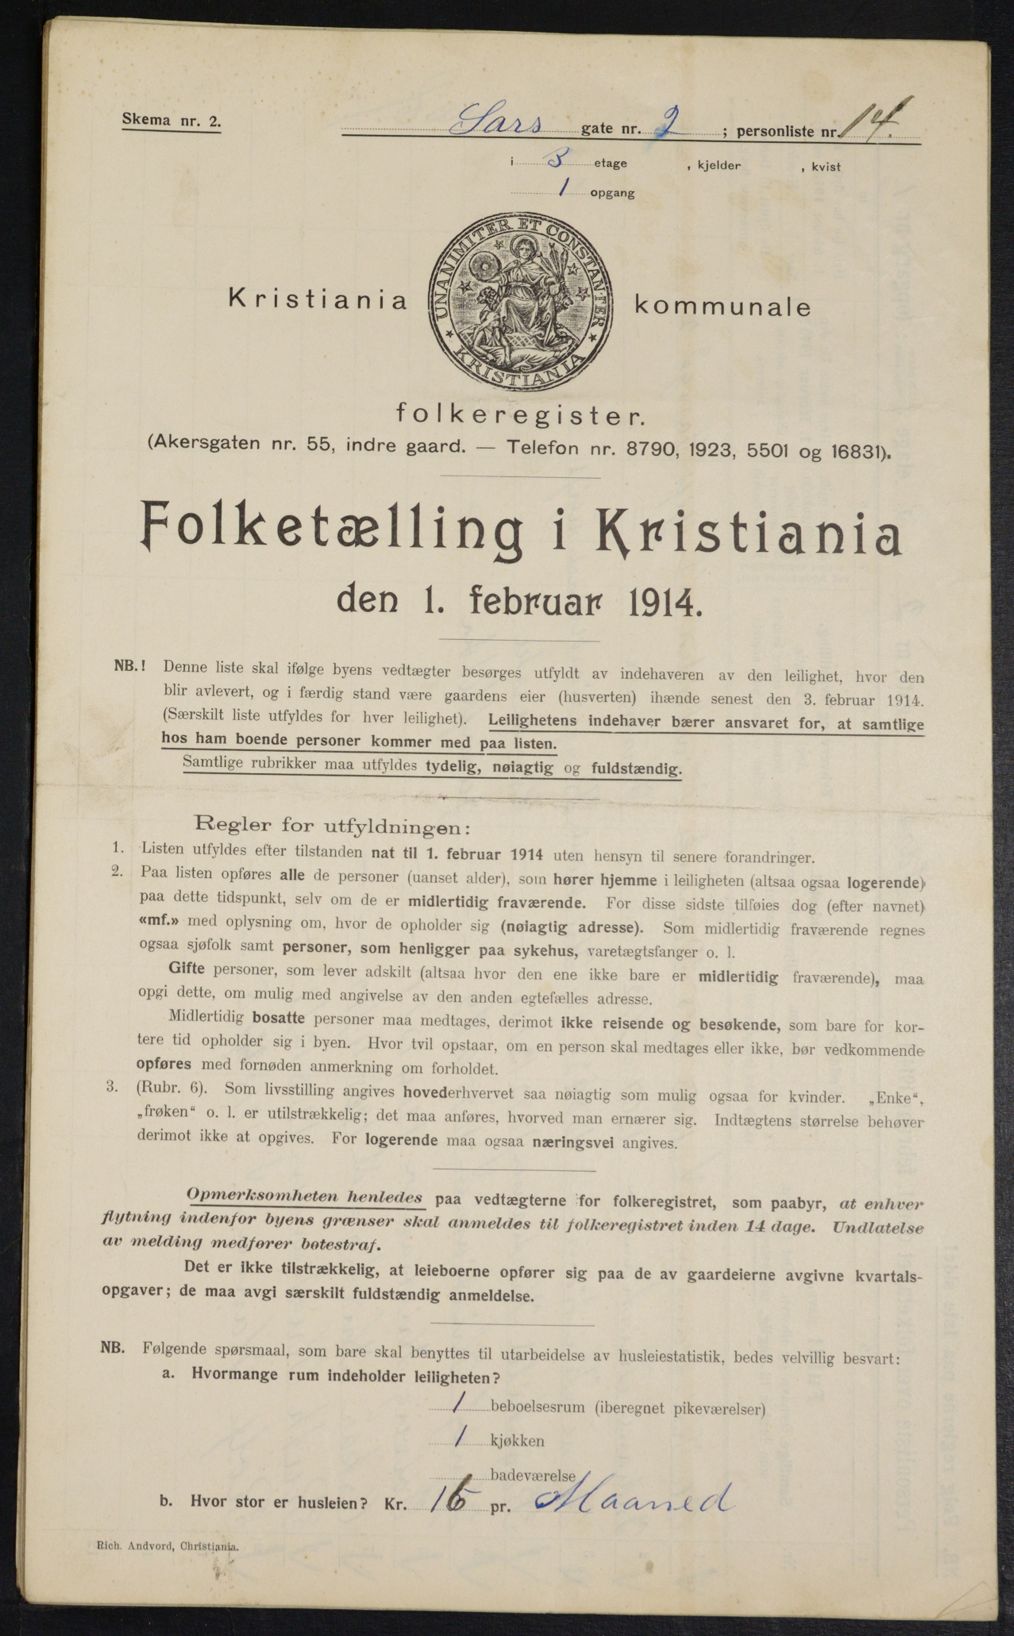 Skema nr. 2.
Sars gate nr. 2 ; personliste nr. 14.
i 3 etage , kjelder , kvist
1 opgang
UNANIMITER ET CONSTANTER
KRISTIANIA
Kristiania kommunale
folkeregister.
(Akersgaten nr. 55, indre gaard. — Telefon nr. 8790, 1923, 5501 og 16831).
Folketælling i Kristiania
den 1. februar 1914.
NB.! Denne liste skal ifølge byens vedtægter besørges utfyldt av indehaveren av den leilighet, hvor den
blir avlevert, og i færdig stand være gaardens eier (husverten) ihænde senest den 3. februar 1914.
(Særskilt liste utfyldes for hver leilighet). Leilighetens indehaver bærer ansvaret for, at samtlige
hos ham boende personer kommer med paa listen.
Samtlige rubrikker maa utfyldes tydelig, nøiagtig og fuldstændig.
Regler for utfyldningen:
1. Listen utfyldes efter tilstanden nat til 1. februar 1914 uten hensyn til senere forandringer.
2. Paa listen opføres alle de personer (uanset alder), som hører hjemme i leiligheten (altsaa ogsaa logerende)
paa dette tidspunkt, selv om de er midlertidig fraværende. For disse sidste tilføies dog (efter navnet)
«mf.» med oplysning om, hvor de opholder sig (nøiagtig adresse). Som midlertidig fraværende regnes
ogsaa sjøfolk samt personer, som henligger paa sykehus, varetægtsfanger o. l.
Gifte personer, som lever adskilt (altsaa hvor den ene ikke bare er midlertidig fraværende), maa
opgi dette, om mulig med angivelse av den anden egtefælles adresse.
Midlertidig bosatte personer maa medtages, derimot ikke reisende og besøkende, som bare for kor-
tere tid opholder sig i byen. Hvor tvil opstaar, om en person skal medtages eller ikke, bør vedkommende
opføres med fornøden anmerkning om forholdet.
3. (Rubr. 6). Som livsstilling angives hovederhvervet saa nøiagtig som mulig ogsaa for kvinder. „Enke“,
„frøken“ o. l. er utilstrækkelig; det maa anføres, hvorved man ernærer sig. Indtægtens størrelse behøver
derimot ikke at opgives. For logerende maa ogsaa næringsvei angives.
Opmerksomheten henledes paa vedtægterne for folkeregistret, som paabyr, at enhver
flytning indenfor byens grænser skal anmeldes til folkeregistret inden 14 dage. Undlatelse
av melding medfører bøtestraf.
Det er ikke tilstrækkelig, at leieboerne opfører sig paa de av gaardeierne avgivne kvartals-
opgaver; de maa avgi særskilt fuldstændig anmeldelse.
NB. Følgende spørsmaal, som bare skal benyttes til utarbeidelse av husleiestatistik, bedes velvillig besvart:
a. Hvormange rum indeholder leiligheten?
1 beboelsesrum (iberegnet pikeværelser)
1 kjøkken
badeværelse
b. Hvor stor er husleien? Kr. 16 pr. Maaned
Rich. Andvord, Christiania.